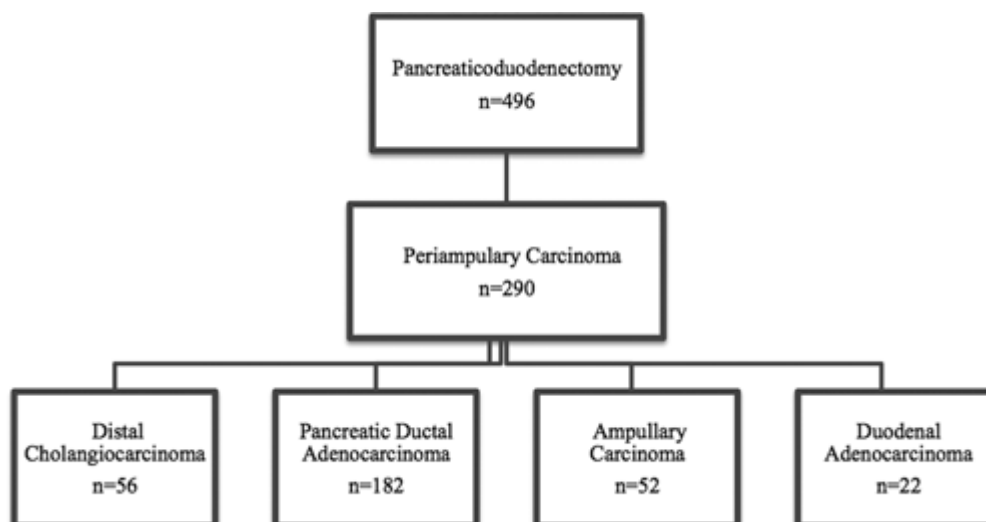 Pancreaticoduodenectomy
n=496
Periampulary Carcinoma
n=290
Distal
Cholangiocarcinoma
n=56
Pancreatic Ductal
Adenocarcinoma
n=182
Ampullary
Carcinoma
n=52
Duodenal
Adenocarcinoma
n=22